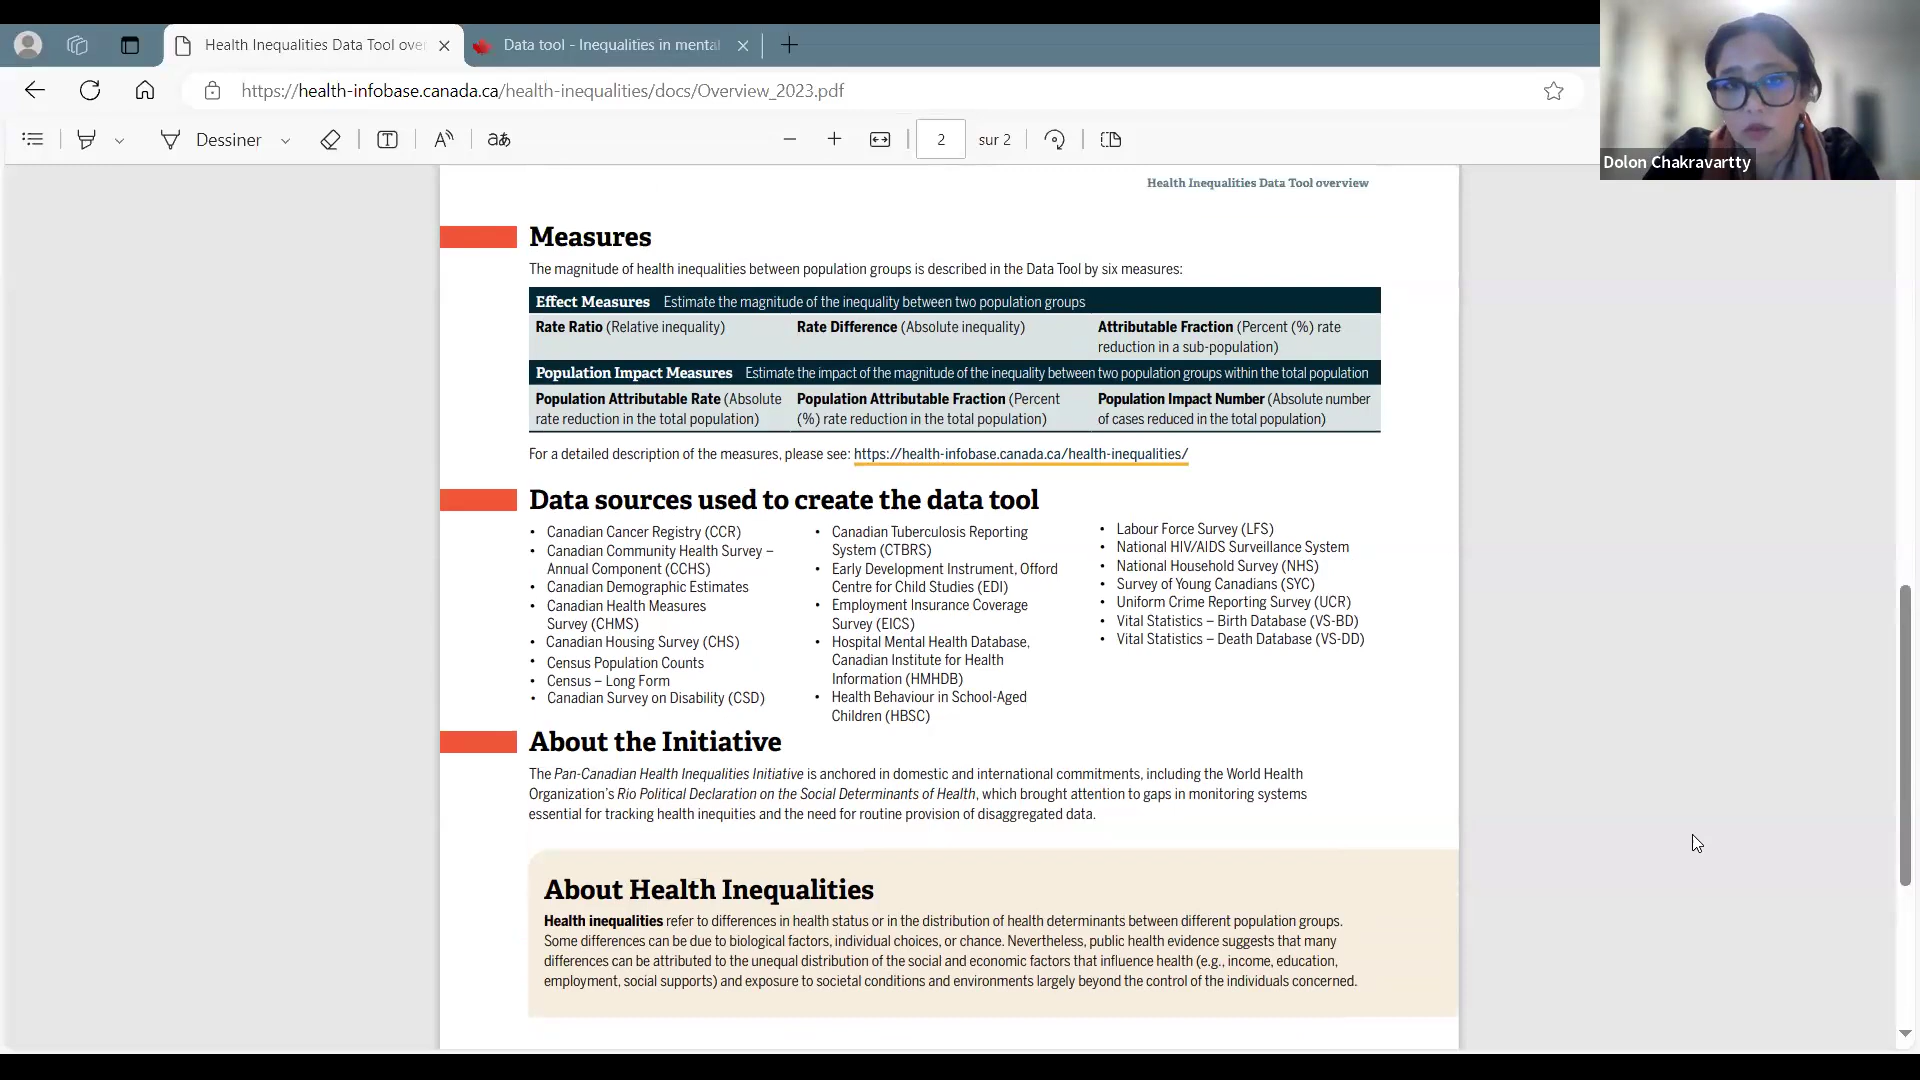 Health Inequalities Data Tool over
Data tool - Inequalities in mental
https://health-infobase.canada.ca/health-inequalities/docs/Overview_2023.pdf
Dessiner
2 sur 2
Dolon Chakravartty
Health Inequalities Data Tool overview
Measures
The magnitude of health inequalities between population groups is described in the Data Tool by six measures:
Effect Measures Estimate the magnitude of the inequality between two population groups
Rate Ratio (Relative inequality)
Rate Difference (Absolute inequality)
Attributable Fraction (Percent (%) rate
reduction in a sub-population)
Population Impact Measures Estimate the impact of the magnitude of the inequality between two population groups within the total population
Population Attributable Rate (Absolute
rate reduction in the total population)
Population Attributable Fraction (Percent
(%) rate reduction in the total population)
Population Impact Number (Absolute number
of cases reduced in the total population)
For a detailed description of the measures, please see: https://health-infobase.canada.ca/health-inequalities/
Data sources used to create the data tool
• Canadian Cancer Registry (CCR)
• Canadian Community Health Survey –
Annual Component (CCHS)
• Canadian Demographic Estimates
• Canadian Health Measures
Survey (CHMS)
• Canadian Housing Survey (CHS)
• Census Population Counts
• Census – Long Form
• Canadian Survey on Disability (CSD)
• Canadian Tuberculosis Reporting
System (CTBRS)
• Early Development Instrument, Offord
Centre for Child Studies (EDI)
• Employment Insurance Coverage
Survey (EICS)
• Hospital Mental Health Database,
Canadian Institute for Health
Information (HMHDB)
• Health Behaviour in School-Aged
Children (HBSC)
• Labour Force Survey (LFS)
• National HIV/AIDS Surveillance System
• National Household Survey (NHS)
• Survey of Young Canadians (SYC)
• Uniform Crime Reporting Survey (UCR)
• Vital Statistics – Birth Database (VS-BD)
• Vital Statistics – Death Database (VS-DD)
About the Initiative
The Pan-Canadian Health Inequalities Initiative is anchored in domestic and international commitments, including the World Health
Organization's Rio Political Declaration on the Social Determinants of Health, which brought attention to gaps in monitoring systems
essential for tracking health inequities and the need for routine provision of disaggregated data.
About Health Inequalities
Health inequalities refer to differences in health status or in the distribution of health determinants between different population groups.
Some differences can be due to biological factors, individual choices, or chance. Nevertheless, public health evidence suggests that many
differences can be attributed to the unequal distribution of the social and economic factors that influence health (e.g., income, education,
employment, social supports) and exposure to societal conditions and environments largely beyond the control of the individuals concerned.